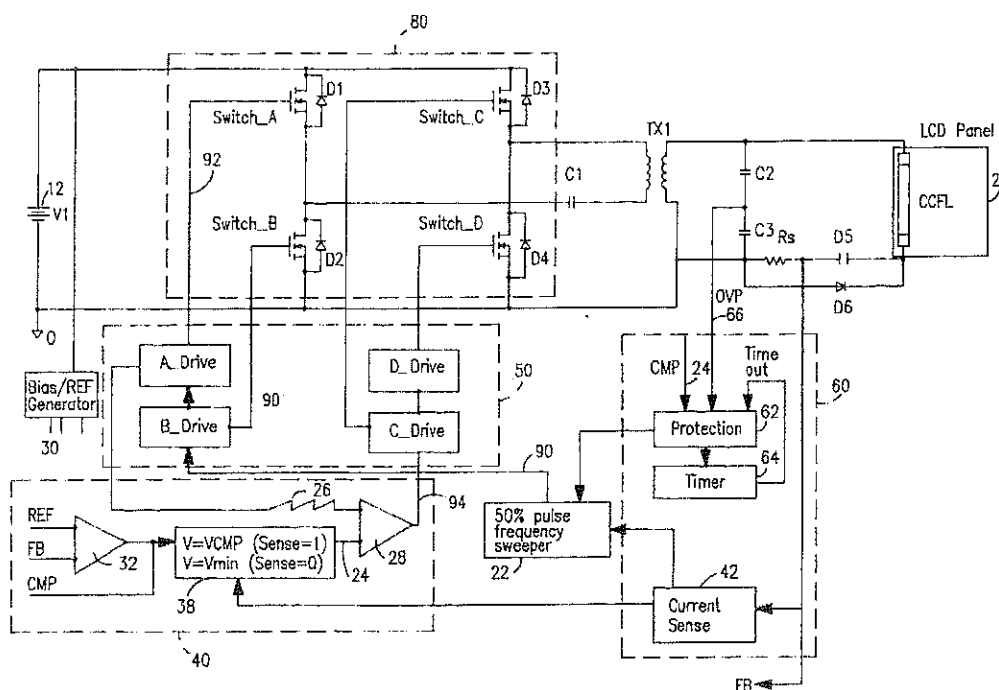 80
D1
D3
Switch_A
Switch_C
TX1
LCD Panel
92
12
V1
C1
C2
CCFL
Switch_B
Switch_D
C3
Rs
D5
D2
D4
D6
OVP
66
0
A_Drive
D_Drive
50
CMP
24
Time out
60
Bias/REF
Generator
30
90
B_Drive
C_Drive
Protection
62
64
Timer
90
26
94
REF
FB
CMP
32
V=VCMP (Sense=1)
V=Vmin (Sense=0)
24
28
38
50% pulse
frequency
sweeper
22
42
Current
Sense
40
FB